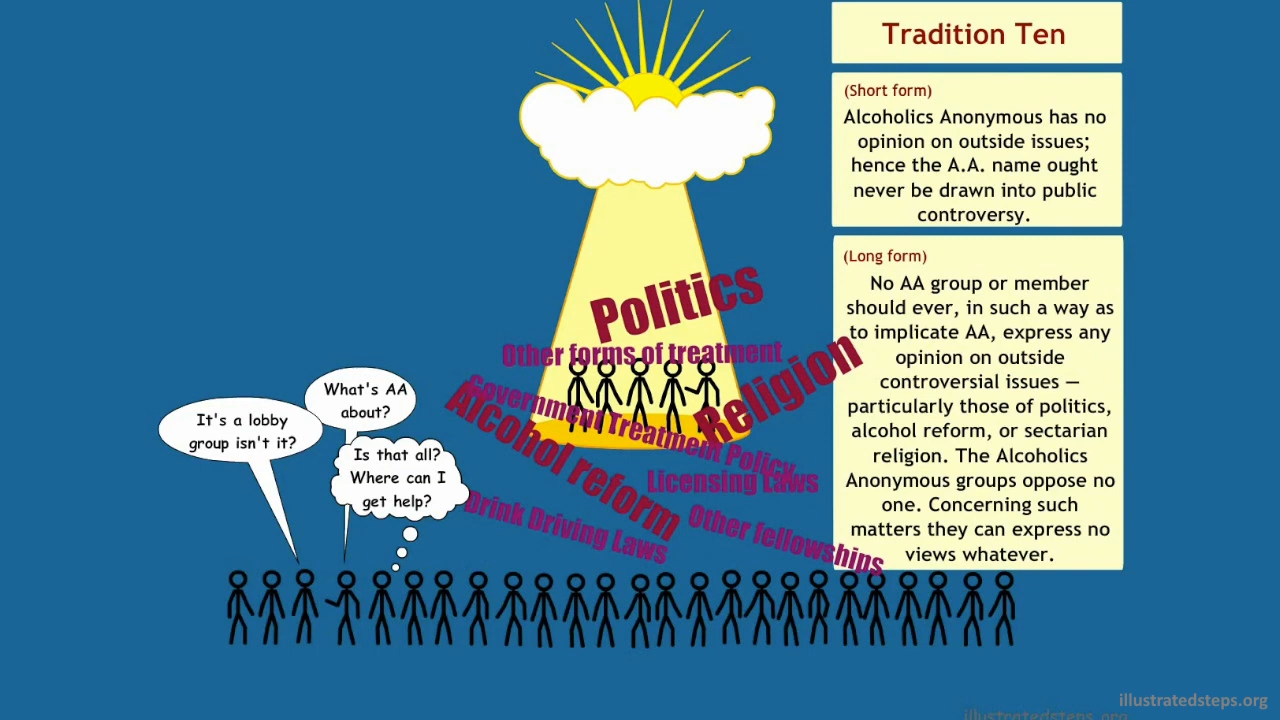 Tradition Ten
(Short form)
Alcoholics Anonymous has no
opinion on outside issues;
hence the A.A. name ought
never be drawn into public
controversy.
(Long form)
No AA group or member
should ever, in such a way as
to implicate AA, express any
opinion on outside
controversial issues —
particularly those of politics,
alcohol reform, or sectarian
religion. The Alcoholics
Anonymous groups oppose no
one. Concerning such
matters they can express no
views whatever.
Politics
Other forms of treatment
Religion
Government Treatment Policy
Alcohol reform
Licensing Laws
Drink Driving Laws
Other fellowships
What's AA
about?
It's a lobby
group isn't it?
Is that all?
Where can I
get help?
illustratedsteps.org
illustratedsteps.org